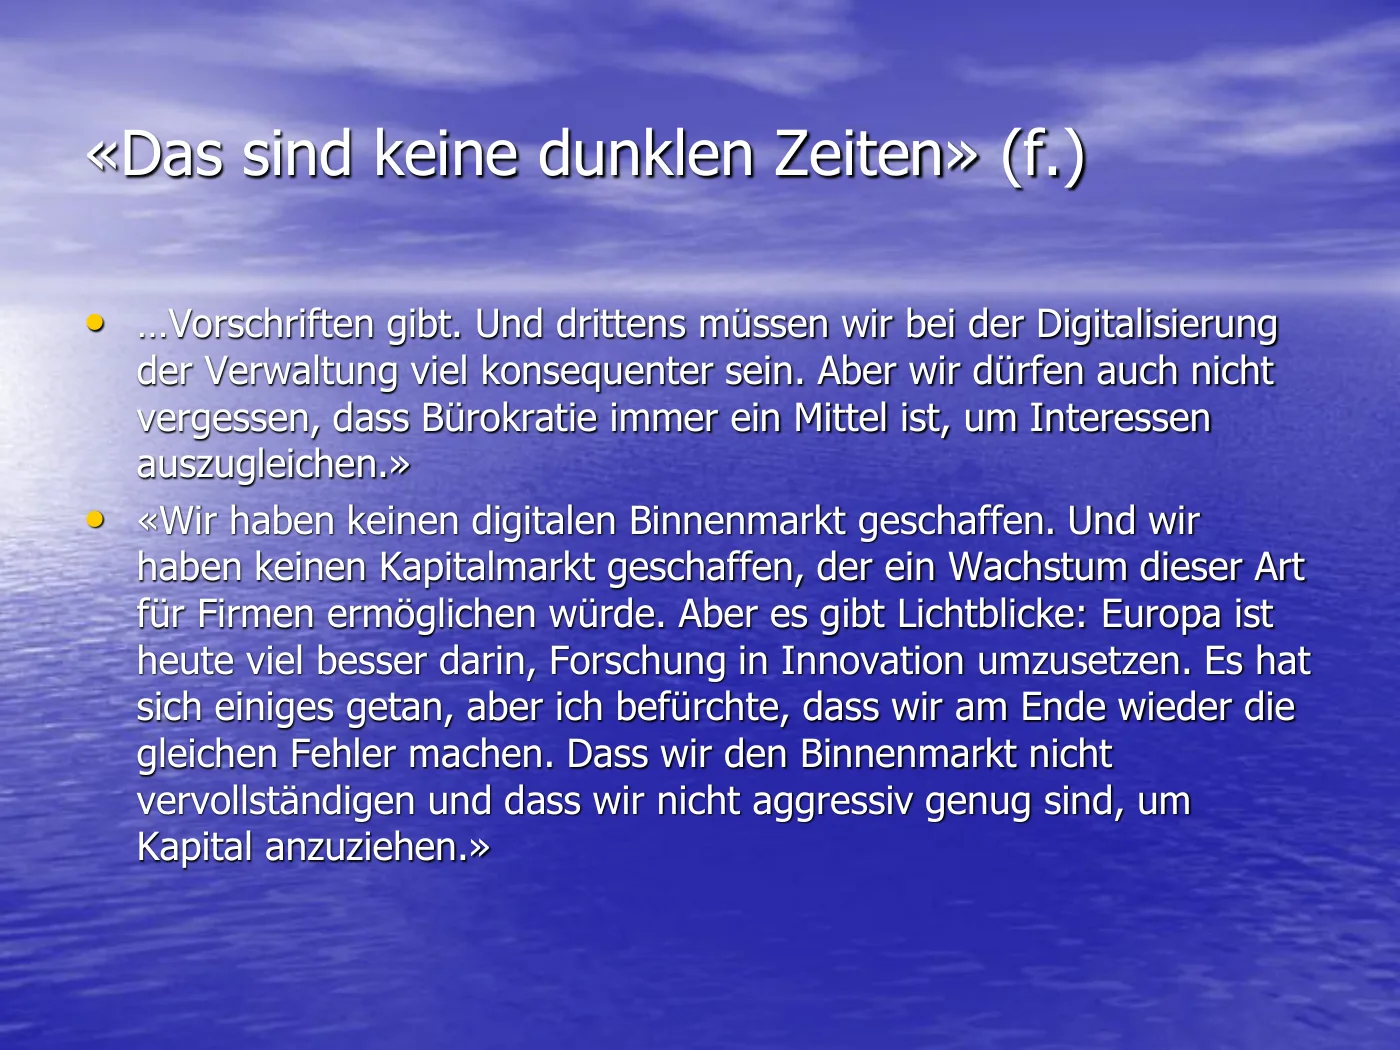 «Das sind keine dunklen Zeiten» (f.)
• …Vorschriften gibt. Und drittens müssen wir bei der Digitalisierung
der Verwaltung viel konsequenter sein. Aber wir dürfen auch nicht
vergessen, dass Bürokratie immer ein Mittel ist, um Interessen
auszugleichen.»
• «Wir haben keinen digitalen Binnenmarkt geschaffen. Und wir
haben keinen Kapitalmarkt geschaffen, der ein Wachstum dieser Art
für Firmen ermöglichen würde. Aber es gibt Lichtblicke: Europa ist
heute viel besser darin, Forschung in Innovation umzusetzen. Es hat
sich einiges getan, aber ich befürchte, dass wir am Ende wieder die
gleichen Fehler machen. Dass wir den Binnenmarkt nicht
vervollständigen und dass wir nicht aggressiv genug sind, um
Kapital anzuziehen.»